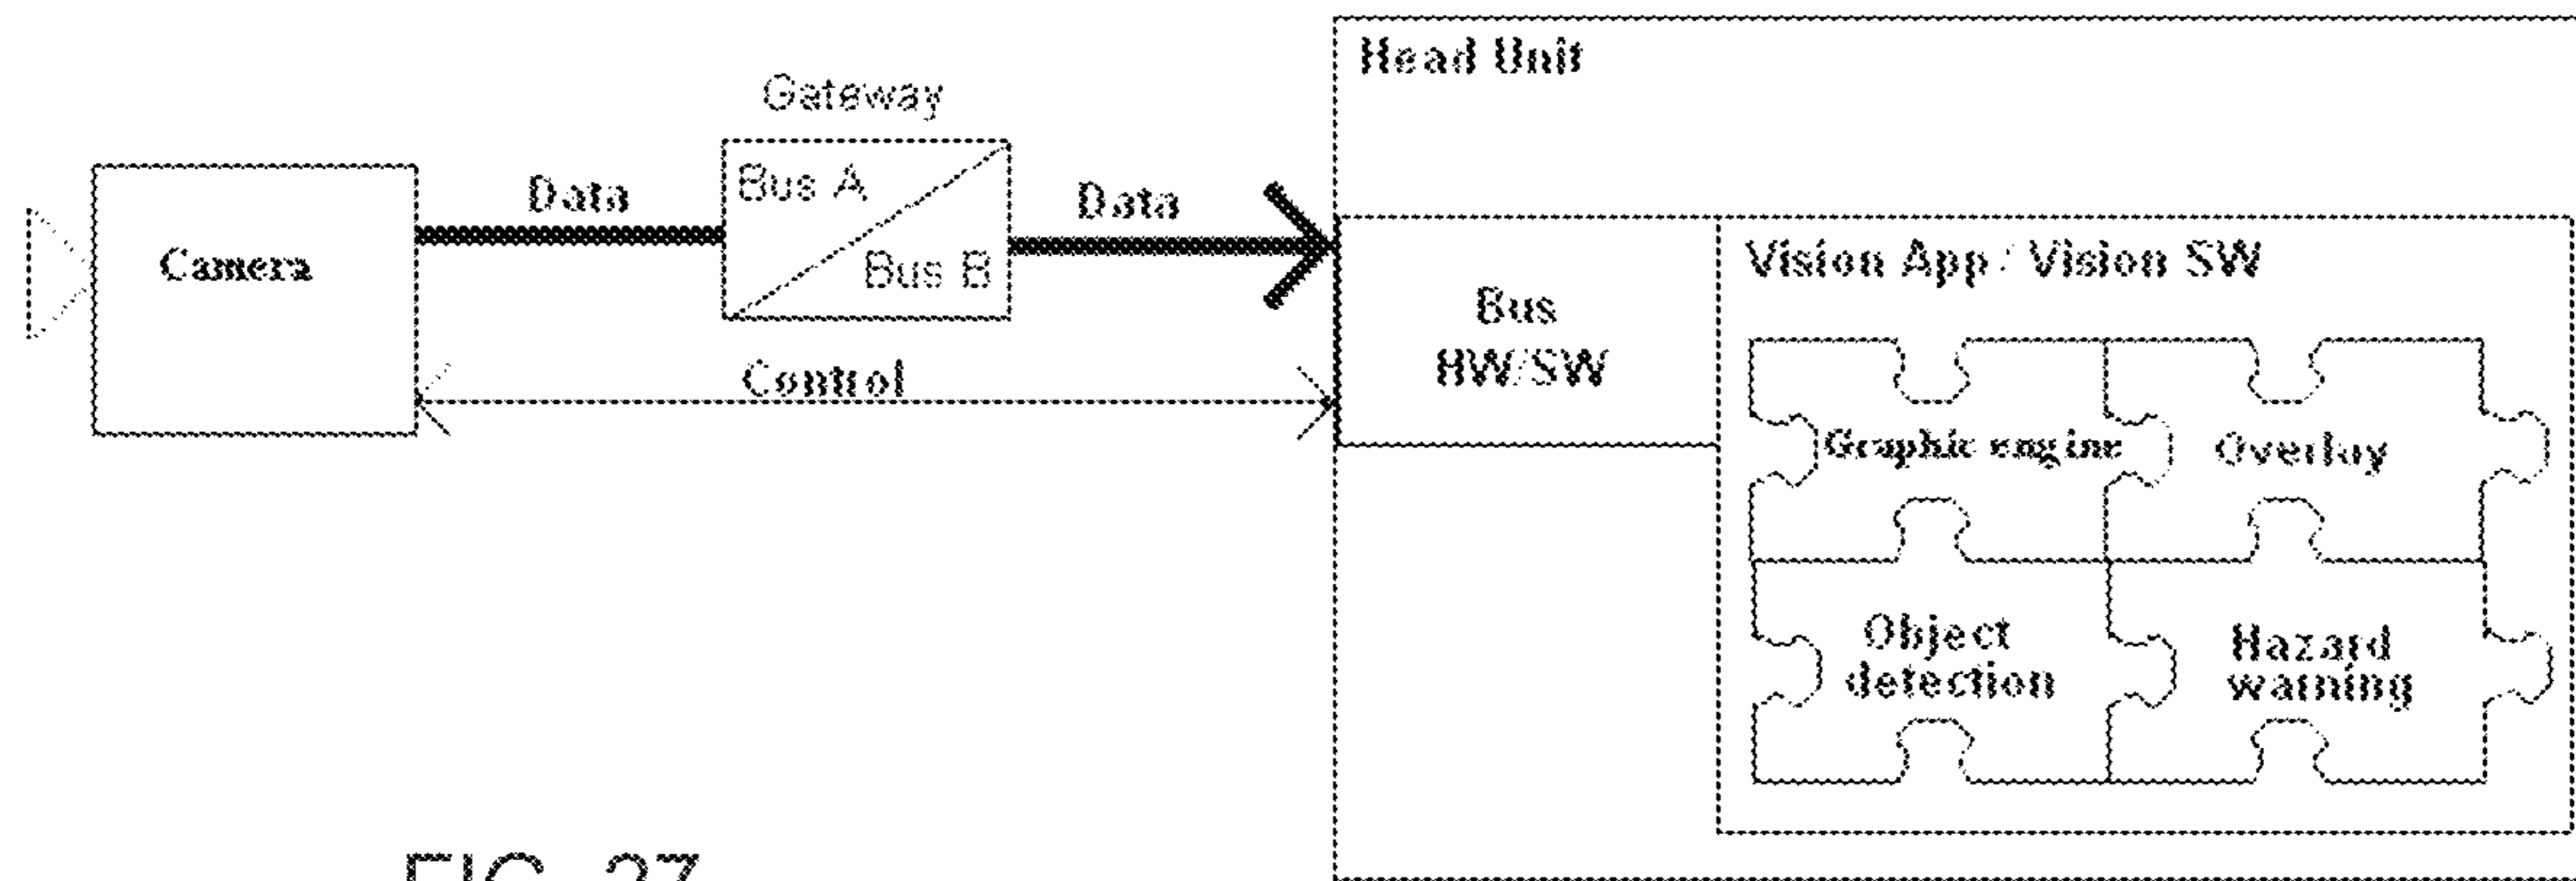 Head Unit
Gateway
Bus A
Bus B
Data
Data
Camera
Control
Bus
HW/SW
Vision App / Vision SW
Graphic engine
Overlay
Object
detection
Hazard
warning
FIG. 27